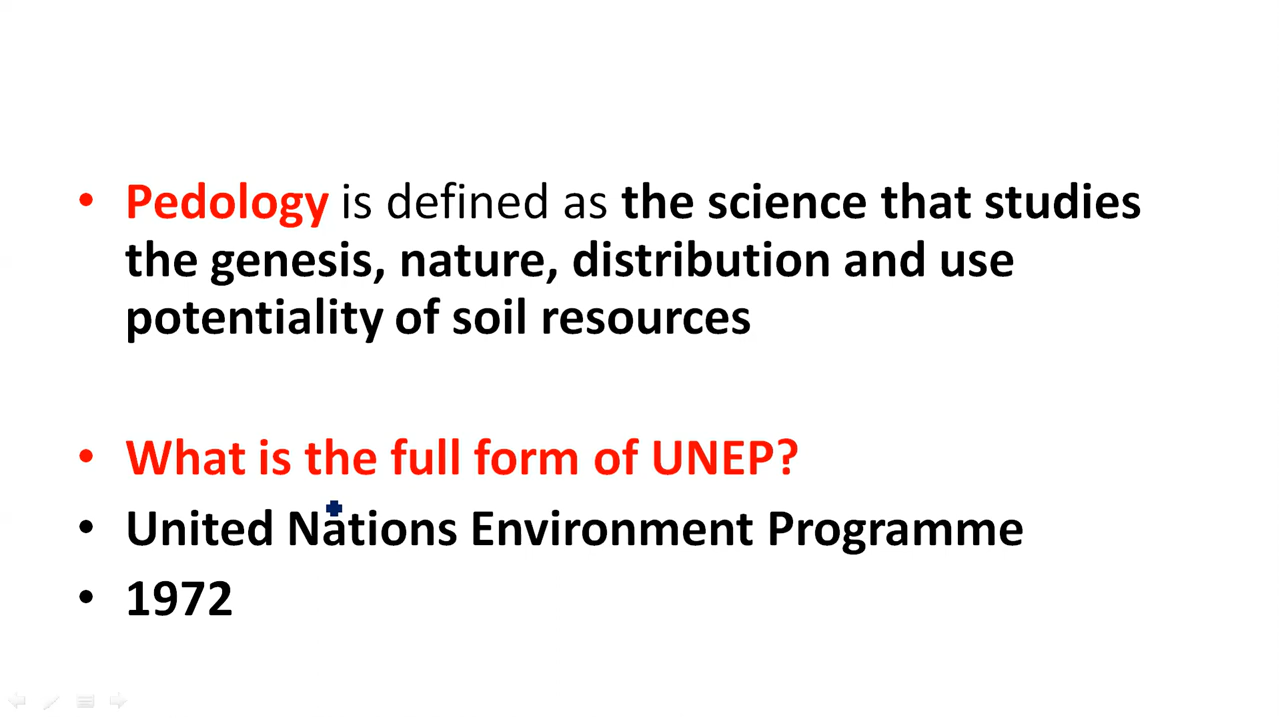 • Pedology is defined as the science that studies
the genesis, nature, distribution and use
potentiality of soil resources
• What is the full form of UNEP?
• United Nations Environment Programme
• 1972